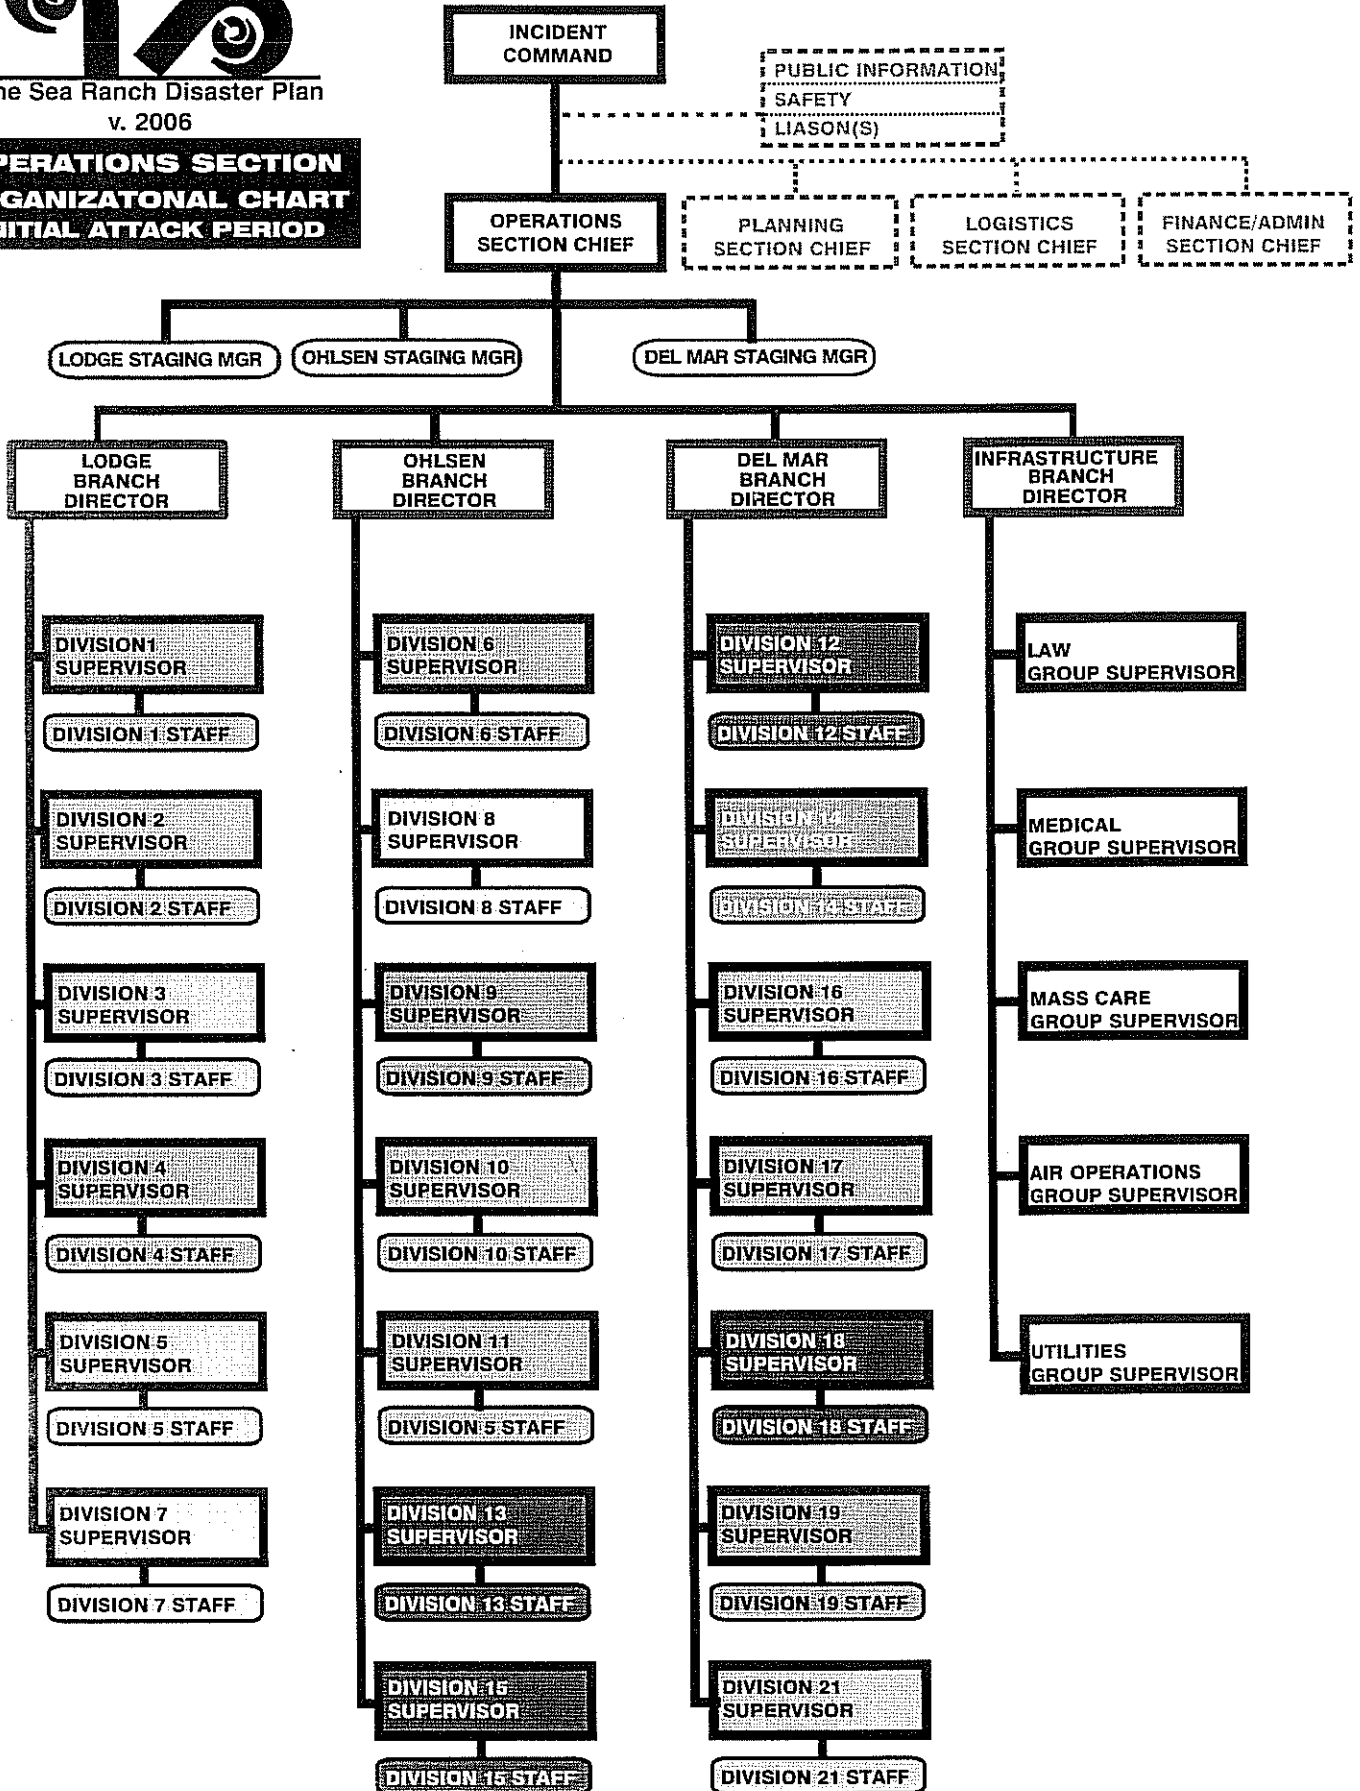 he Sea Ranch Disaster Plan
v. 2006
PERATIONS SECTION
GANIZATONAL CHART
NITIAL ATTACK PERIOD
INCIDENT
COMMAND
PUBLIC INFORMATION
SAFETY
LIASON(S)
OPERATIONS
SECTION CHIEF
PLANNING
SECTION CHIEF
LOGISTICS
SECTION CHIEF
FINANCE/ADMIN
SECTION CHIEF
LODGE STAGING MGR
OHLSEN STAGING MGR
DEL MAR STAGING MGR
LODGE
BRANCH
DIRECTOR
OHLSEN
BRANCH
DIRECTOR
DEL MAR
BRANCH
DIRECTOR
INFRASTRUCTURE
BRANCH
DIRECTOR
DIVISION1
SUPERVISOR
DIVISION 1 STAFF
DIVISION 2
SUPERVISOR
DIVISION 2 STAFF
DIVISION 3
SUPERVISOR
DIVISION 3 STAFF
DIVISION 4
SUPERVISOR
DIVISION 4 STAFF
DIVISION 5
SUPERVISOR
DIVISION 5 STAFF
DIVISION 7
SUPERVISOR
DIVISION 7 STAFF
DIVISION 6
SUPERVISOR
DIVISION 6 STAFF
DIVISION 8
SUPERVISOR
DIVISION 8 STAFF
DIVISION 9
SUPERVISOR
DIVISION 9 STAFF
DIVISION 10
SUPERVISOR
DIVISION 10 STAFF
DIVISION 11
SUPERVISOR
DIVISION 5 STAFF
DIVISION 13
SUPERVISOR
DIVISION 13 STAFF
DIVISION 15
SUPERVISOR
DIVISION 15 STAFF
DIVISION 12
SUPERVISOR
DIVISION 12 STAFF
DIVISION 14
SUPERVISOR
DIVISION 14 STAFF
DIVISION 16
SUPERVISOR
DIVISION 16 STAFF
DIVISION 17
SUPERVISOR
DIVISION 17 STAFF
DIVISION 18
SUPERVISOR
DIVISION 18 STAFF
DIVISION 19
SUPERVISOR
DIVISION 19 STAFF
DIVISION 21
SUPERVISOR
DIVISION 21 STAFF
LAW
GROUP SUPERVISOR
MEDICAL
GROUP SUPERVISOR
MASS CARE
GROUP SUPERVISOR
AIR OPERATIONS
GROUP SUPERVISOR
UTILITIES
GROUP SUPERVISOR